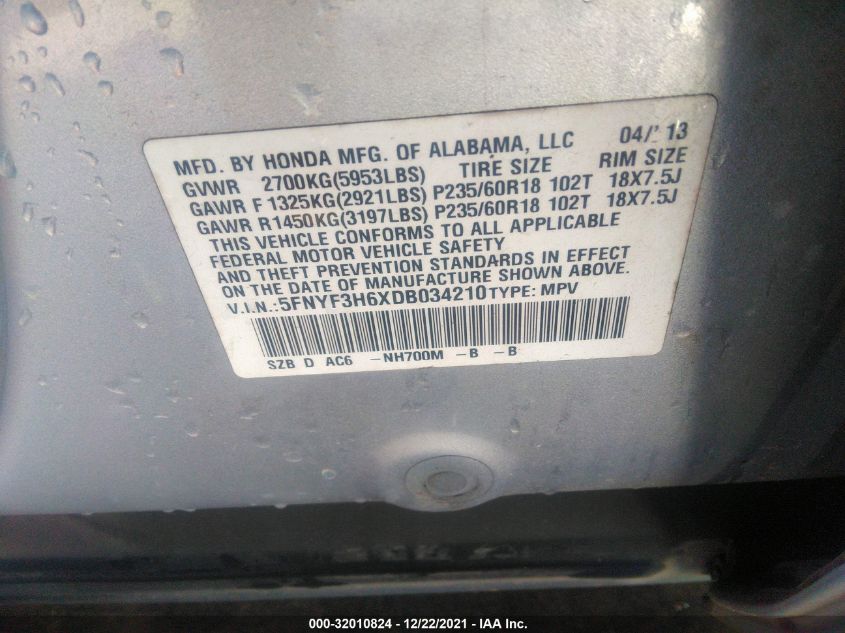 MFD. BY HONDA MFG. OF ALABAMA, LLC 04/'13
GVWR 2700KG(5953LBS) TIRE SIZE RIM SIZE
GAWR F 1325KG(2921LBS) P235/60R18 102T 18X7.5J
GAWR R1450KG(3197LBS) P235/60R18 102T 18X7.5J
THIS VEHICLE CONFORMS TO ALL APPLICABLE
FEDERAL MOTOR VEHICLE SAFETY
AND THEFT PREVENTION STANDARDS IN EFFECT
ON THE DATE OF MANUFACTURE SHOWN ABOVE.
V.I.N.:5FNYF3H6XDB034210 TYPE: MPV
SZB D AC6 -NH700M -B -B
000-32010824 - 12/22/2021 - IAA Inc.